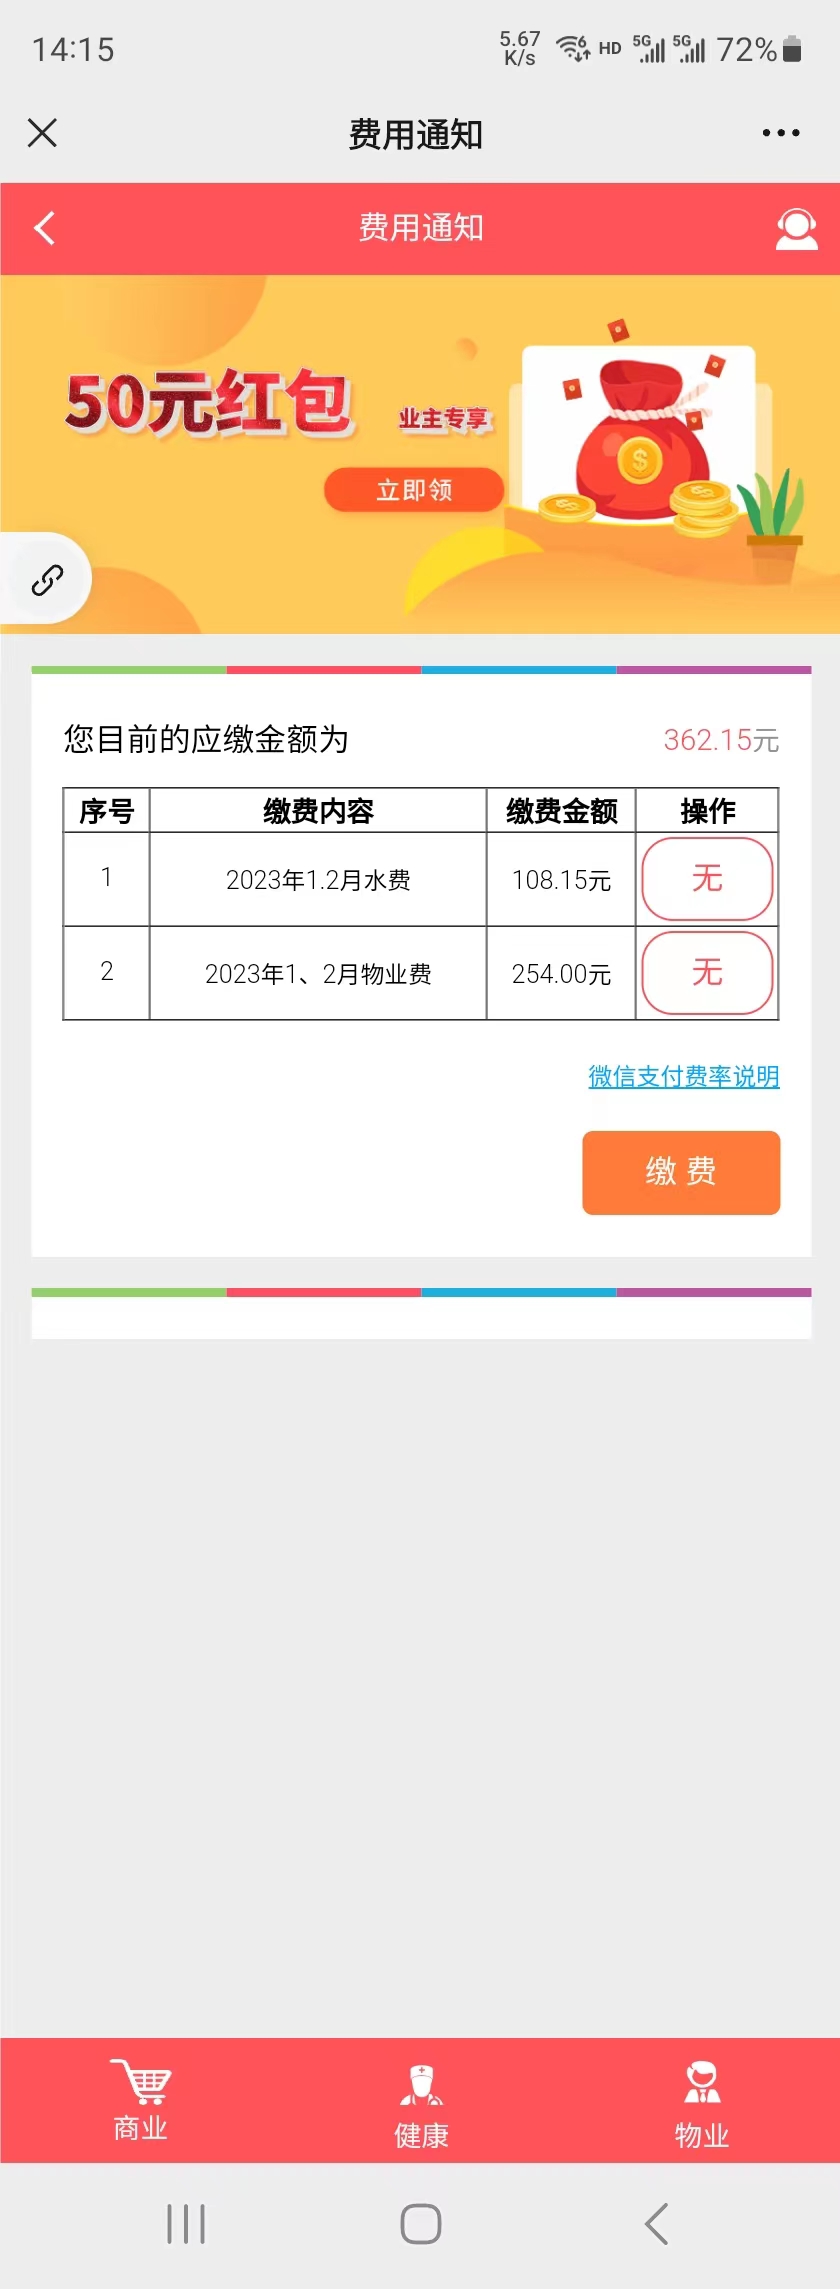 14:15
5.67 K/s HD 5G 5G 72%
费用通知
费用通知
50元红包 业主专享
立即领
您目前的应缴金额为 362.15元
序号 缴费内容 缴费金额 操作
1 2023年1.2月水费 108.15元 无
2 2023年1、2月物业费 254.00元 无
微信支付费率说明
缴 费
商业 健康 物业